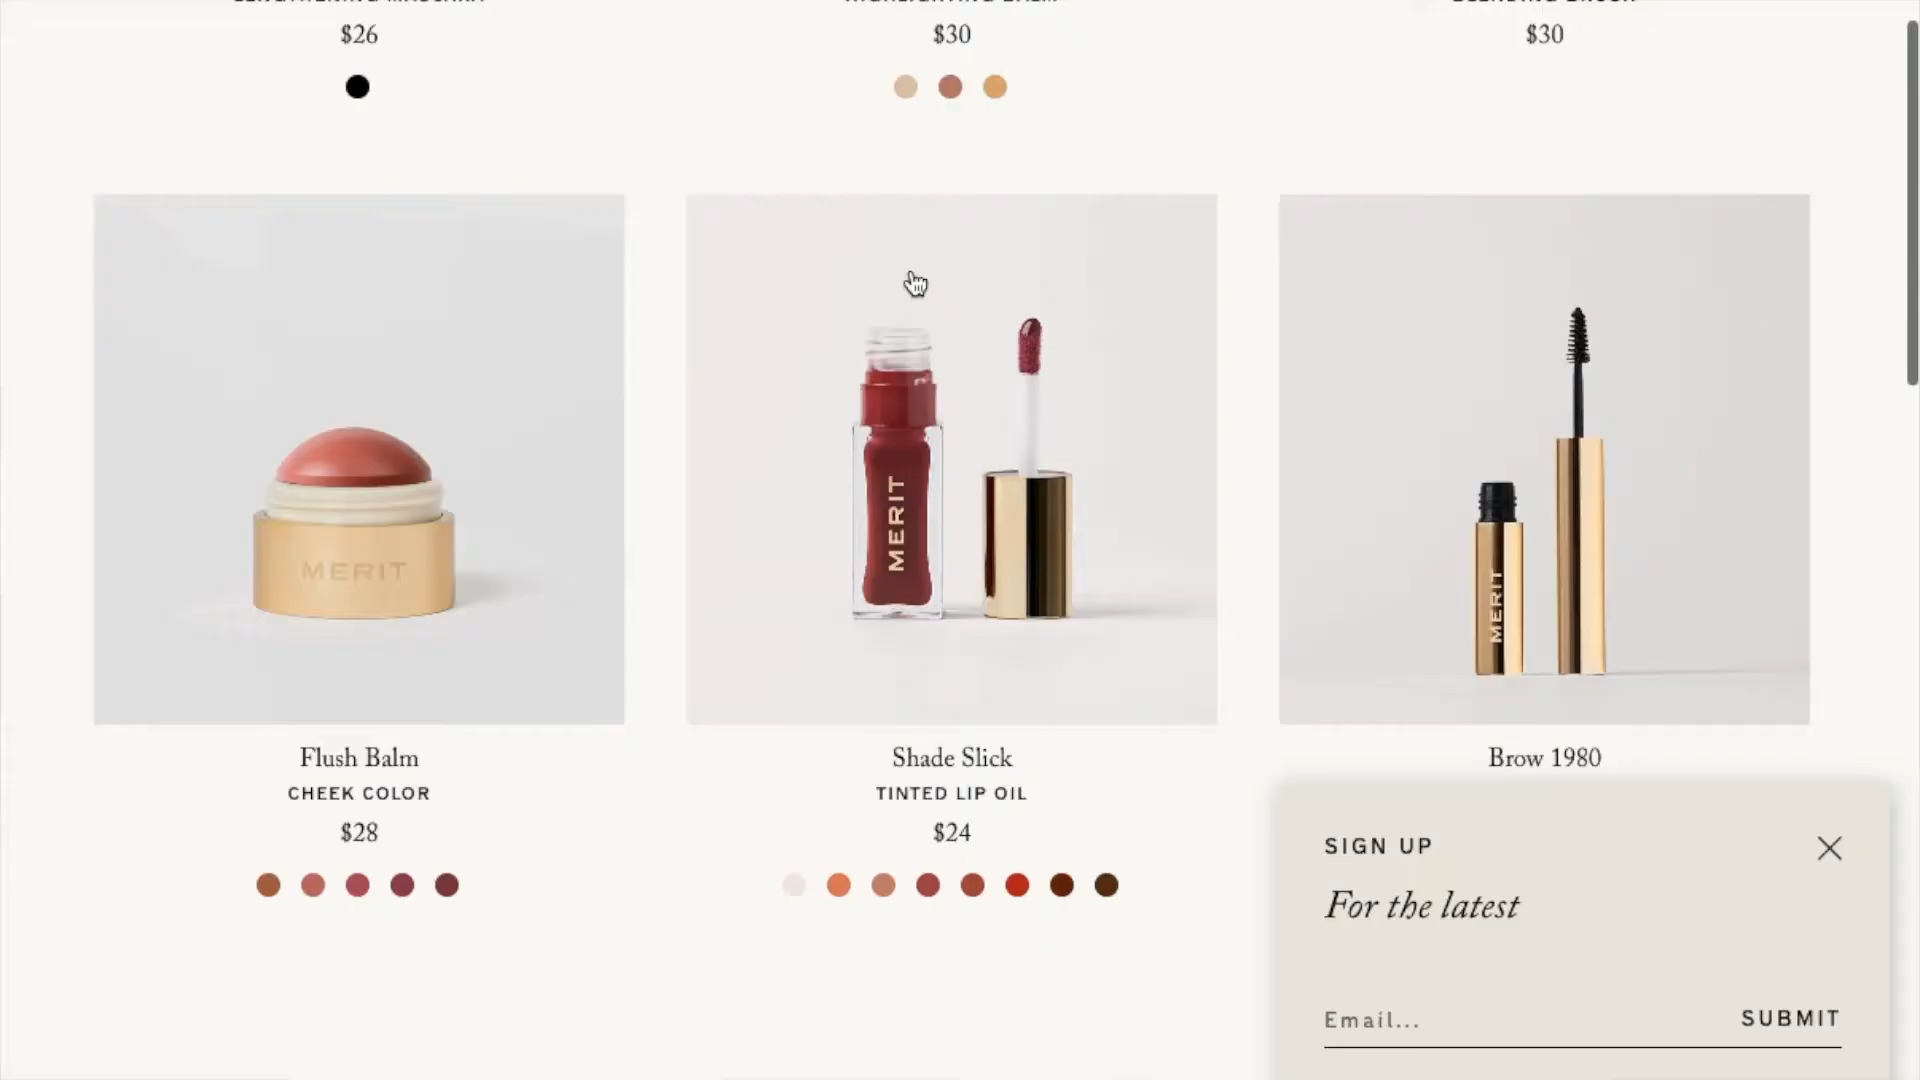 $26
$30
$30
MERIT
MERIT
MERIT
Flush Balm
CHEEK COLOR
$28
Shade Slick
TINTED LIP OIL
$24
Brow 1980
SIGN UP
For the latest
Email...
SUBMIT